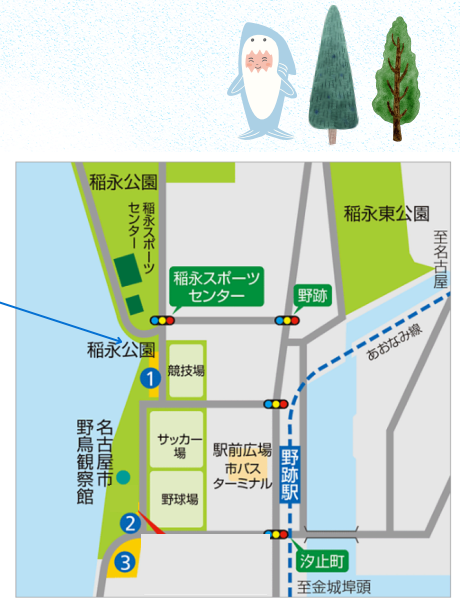 稲永公園
稲永スポーツ
センター
稲永東公園
至名古屋
稲永スポーツ
センター
野跡
あおなみ線
稲永公園
1
競技場
サッカー
場
駅前広場
市バス
ターミナル
野跡駅
名古屋市
野鳥観察館
野球場
2
3
汐止町
至金城埠頭